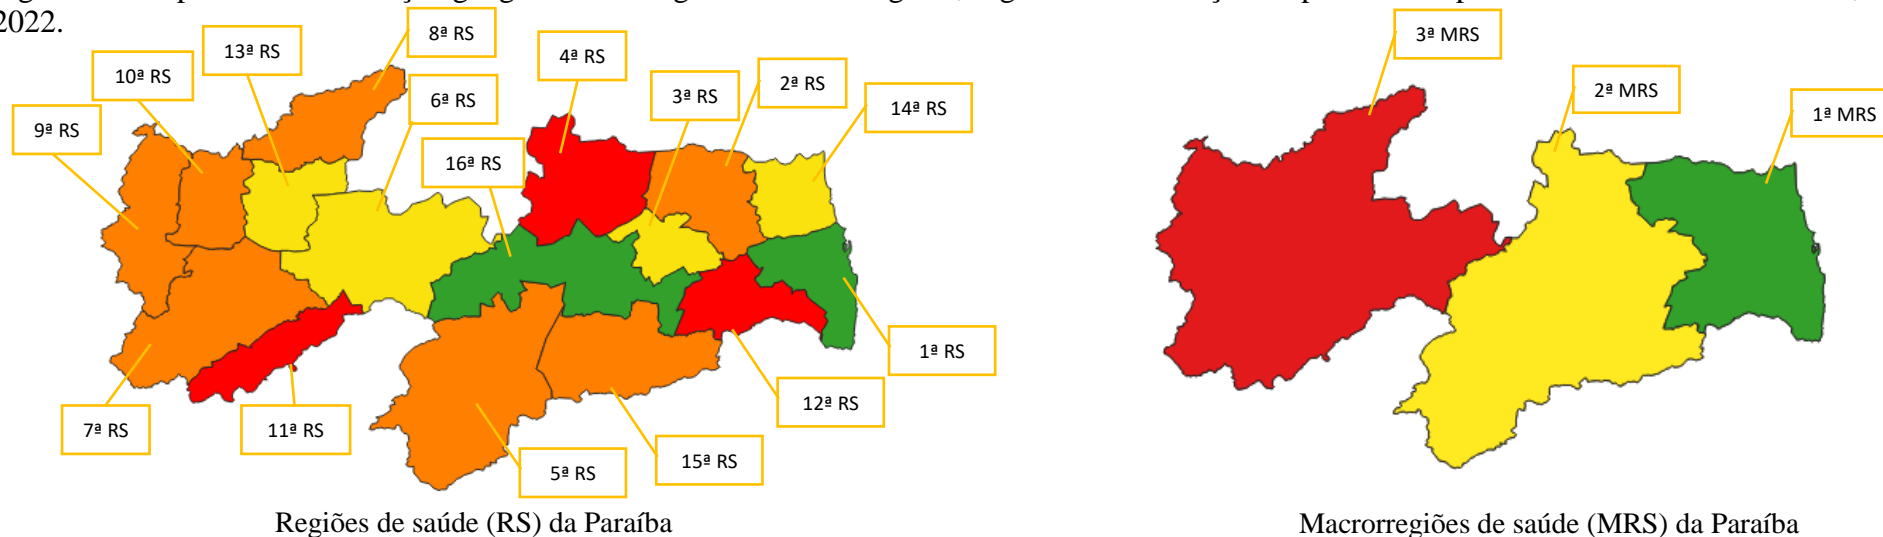 2022.
8ª RS
13ª RS
4ª RS
3ª MRS
10ª RS
6ª RS
3ª RS
2ª RS
2ª MRS
14ª RS
1ª MRS
9ª RS
16ª RS
1ª RS
12ª RS
7ª RS
11ª RS
5ª RS
15ª RS
Regiões de saúde (RS) da Paraíba
Macrorregiões de saúde (MRS) da Paraíba